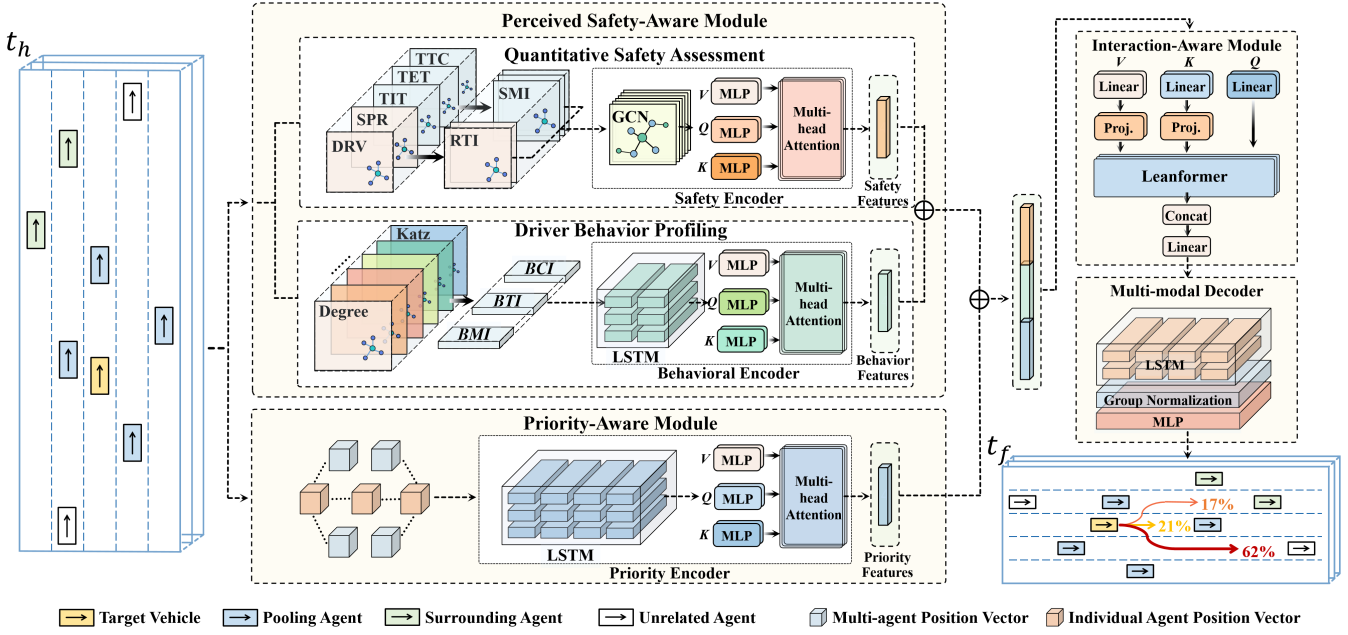 t_h
Perceived Safety-Aware Module
Quantitative Safety Assessment
TTC
TET
TIT
SPR
DRV
SMI
RTI
GCN
V MLP
Q MLP
K MLP
Multi-
head
Attention
Safety Encoder
Safety
Features
Driver Behavior Profiling
Katz
Degree
BCI
BTI
BMI
LSTM
V MLP
Q MLP
K MLP
Multi-
head
Attention
Behavioral Encoder
Behavior
Features
Priority-Aware Module
LSTM
V MLP
Q MLP
K MLP
Multi-
head
Attention
Priority Encoder
Priority
Features
Interaction-Aware Module
V K Q
Linear Linear Linear
Proj. Proj.
Leanformer
Concat
Linear
Multi-modal Decoder
LSTM
Group Normalization
MLP
t_f
17%
21%
62%
Target Vehicle Pooling Agent Surrounding Agent Unrelated Agent Multi-agent Position Vector Individual Agent Position Vector